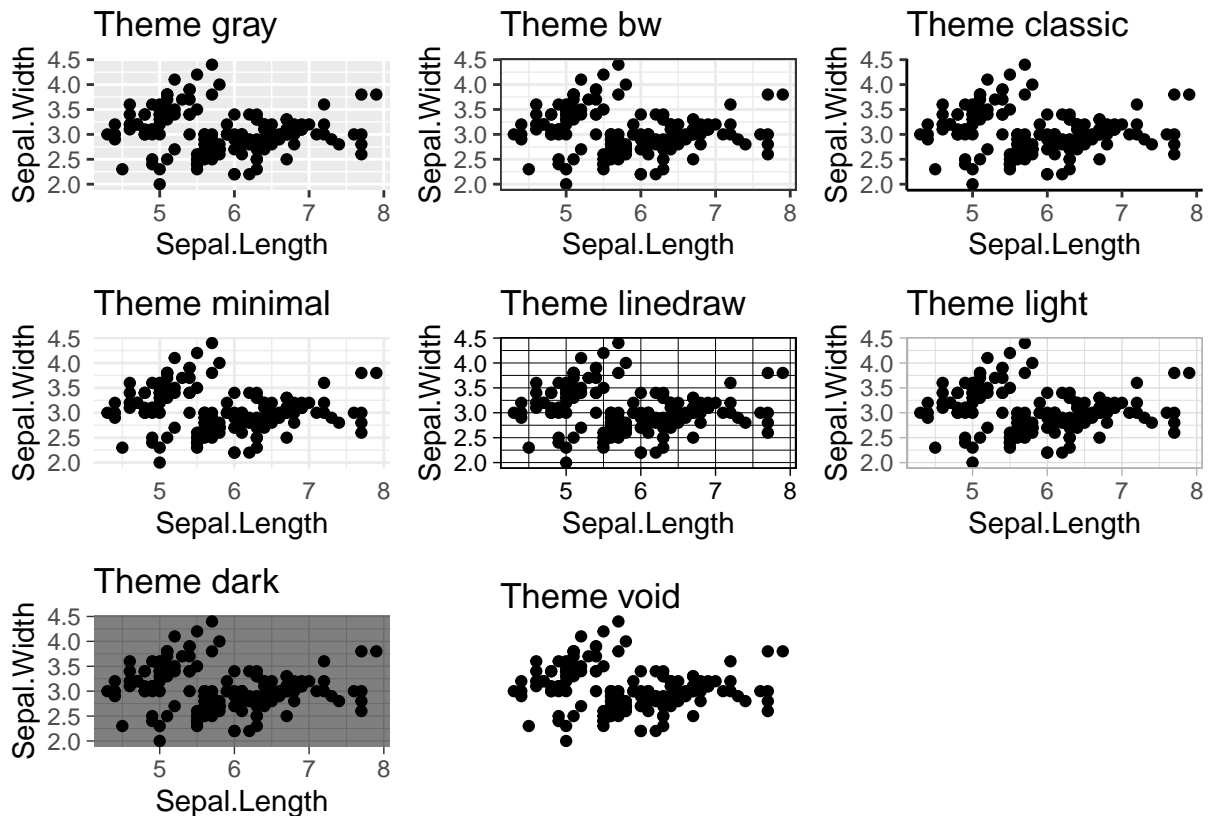 Theme gray
Sepal.Width
4.5
4.0
3.5
3.0
2.5
2.0
5 6 7 8
Sepal.Length
Theme bw
Sepal.Width
4.5
4.0
3.5
3.0
2.5
2.0
5 6 7 8
Sepal.Length
Theme classic
Sepal.Width
4.5
4.0
3.5
3.0
2.5
2.0
5 6 7 8
Sepal.Length
Theme minimal
Sepal.Width
4.5
4.0
3.5
3.0
2.5
2.0
5 6 7 8
Sepal.Length
Theme linedraw
Sepal.Width
4.5
4.0
3.5
3.0
2.5
2.0
5 6 7 8
Sepal.Length
Theme light
Sepal.Width
4.5
4.0
3.5
3.0
2.5
2.0
5 6 7 8
Sepal.Length
Theme dark
Sepal.Width
4.5
4.0
3.5
3.0
2.5
2.0
5 6 7 8
Sepal.Length
Theme void